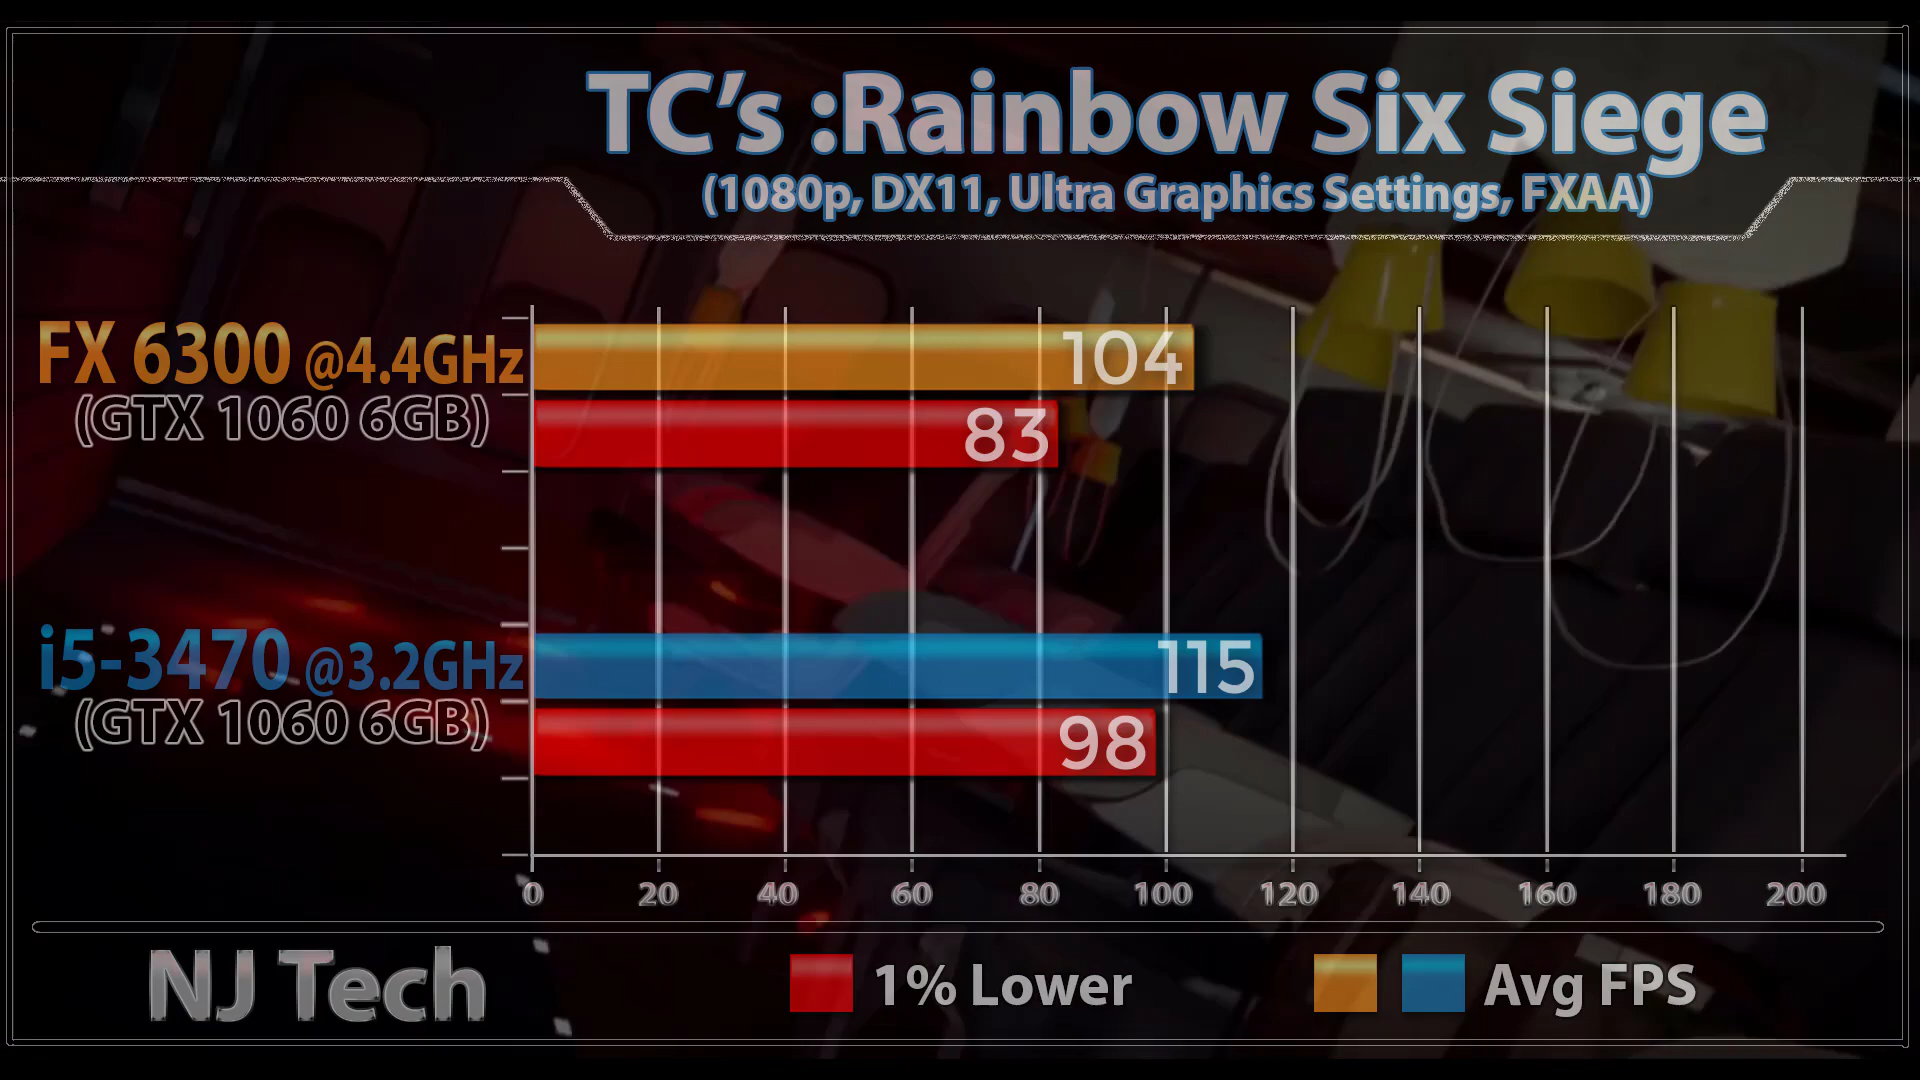 TC's :Rainbow Six Siege
(1080p, DX11, Ultra Graphics Settings, FXAA)
FX 6300 @4.4GHz
(GTX 1060 6GB)
104
83
i5-3470 @3.2GHz
(GTX 1060 6GB)
115
98
0 20 40 60 80 100 120 140 160 180 200
NJ Tech
1% Lower
Avg FPS